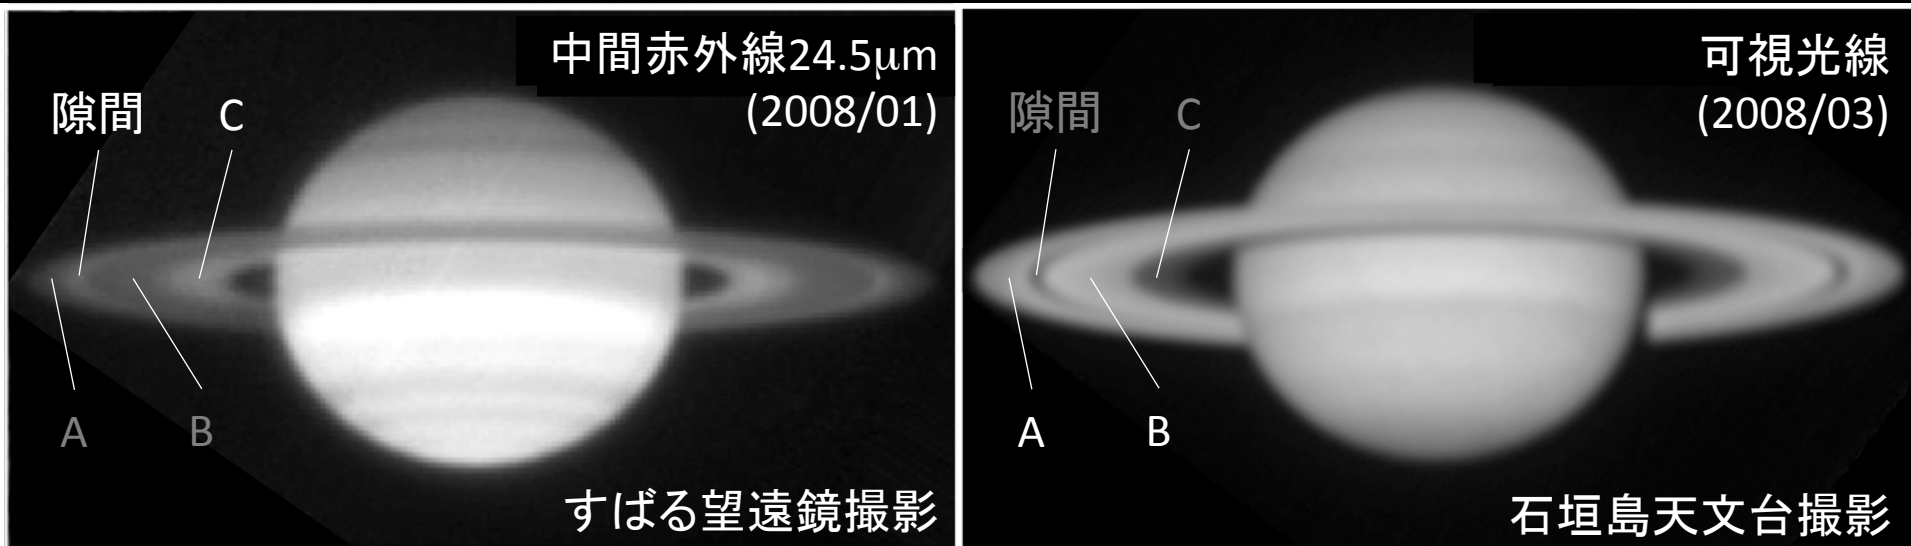 中間赤外線24.5μm
(2008/01)
隙間
C
A
B
すばる望遠鏡撮影
可視光線
(2008/03)
隙間
C
A
B
石垣島天文台撮影